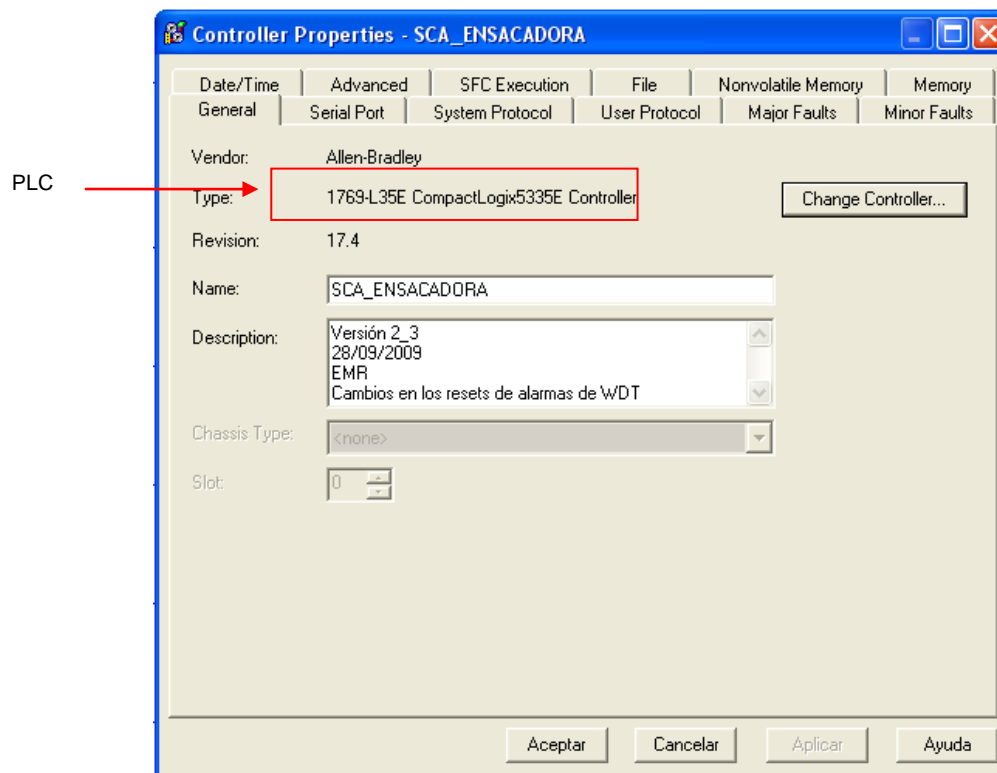 Controller Properties - SCA_ENSACADORA
Date/Time Advanced SFC Execution File Nonvolatile Memory Memory
General Serial Port System Protocol User Protocol Major Faults Minor Faults
Vendor: Allen-Bradley
PLC
Type: 1769-L35E CompactLogix5335E Controller Change Controller...
Revision: 17.4
Name: SCA_ENSACADORA
Description: Versión 2_3
28/09/2009
EMR
Cambios en los resets de alarmas de WDT
Chassis Type: <none>
Slot: 0
Aceptar Cancelar Aplicar Ayuda